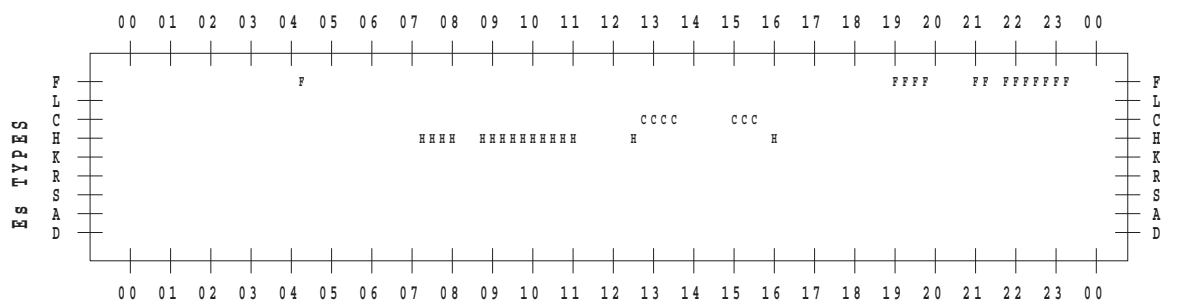 00 01 02 03 04 05 06 07 08 09 10 11 12 13 14 15 16 17 18 19 20 21 22 23 00
Es TYPES
F F FFFF FF FFFFFFF F
L L
C CCCC CCC C
H HHHH HHHHHHHHHH H H H
K K
R R
S S
A A
D D
00 01 02 03 04 05 06 07 08 09 10 11 12 13 14 15 16 17 18 19 20 21 22 23 00